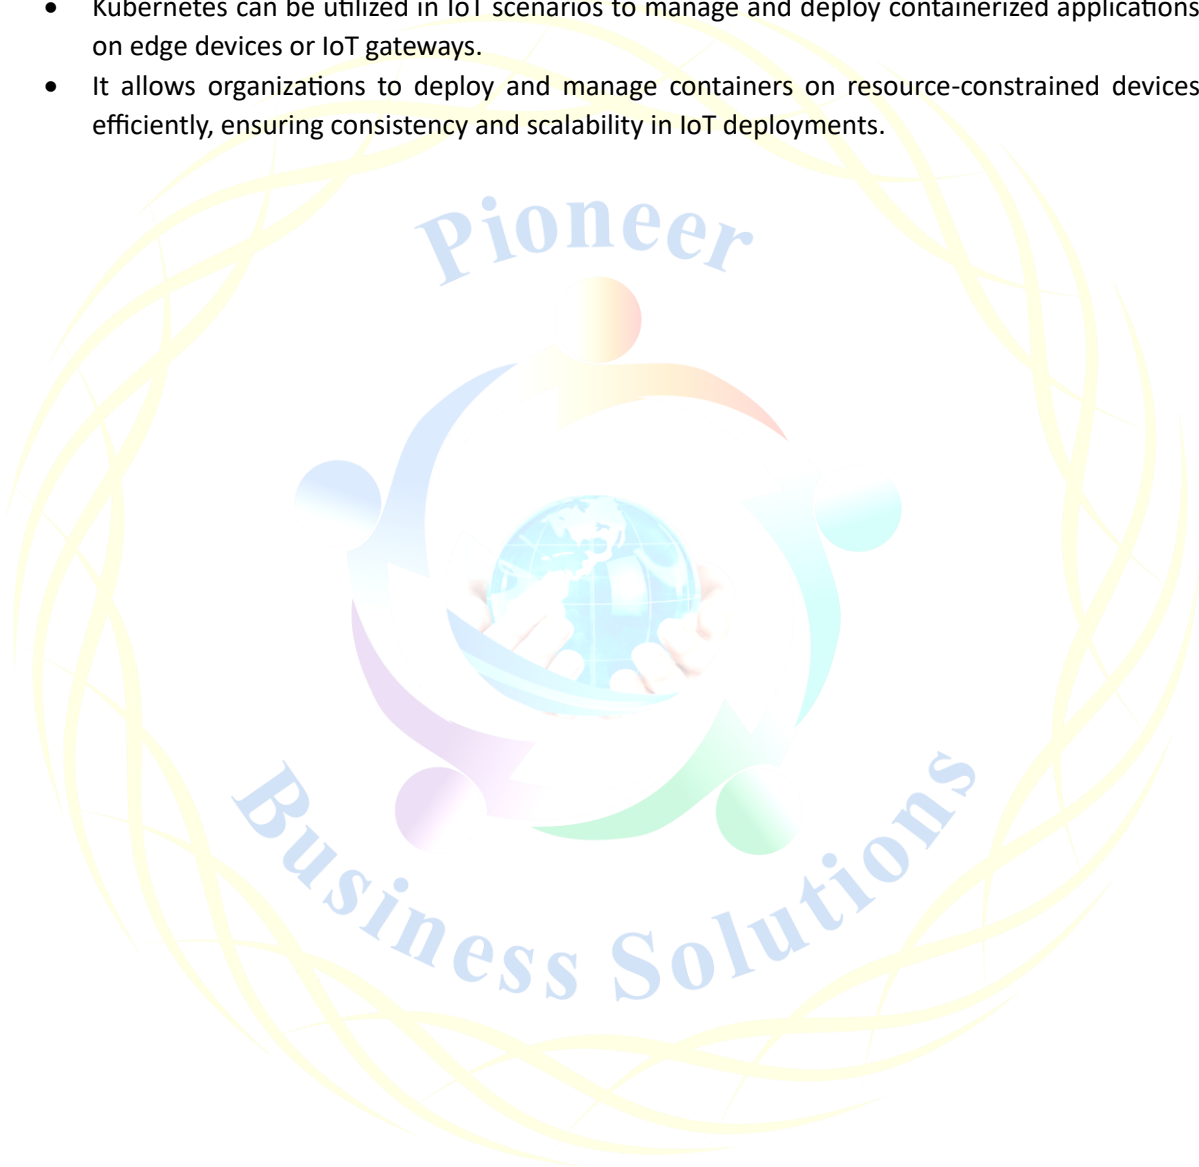 • Kubernetes can be utilized in IoT scenarios to manage and deploy containerized applications
on edge devices or IoT gateways.
• It allows organizations to deploy and manage containers on resource-constrained devices
efficiently, ensuring consistency and scalability in IoT deployments.
Pioneer
Business Solutions